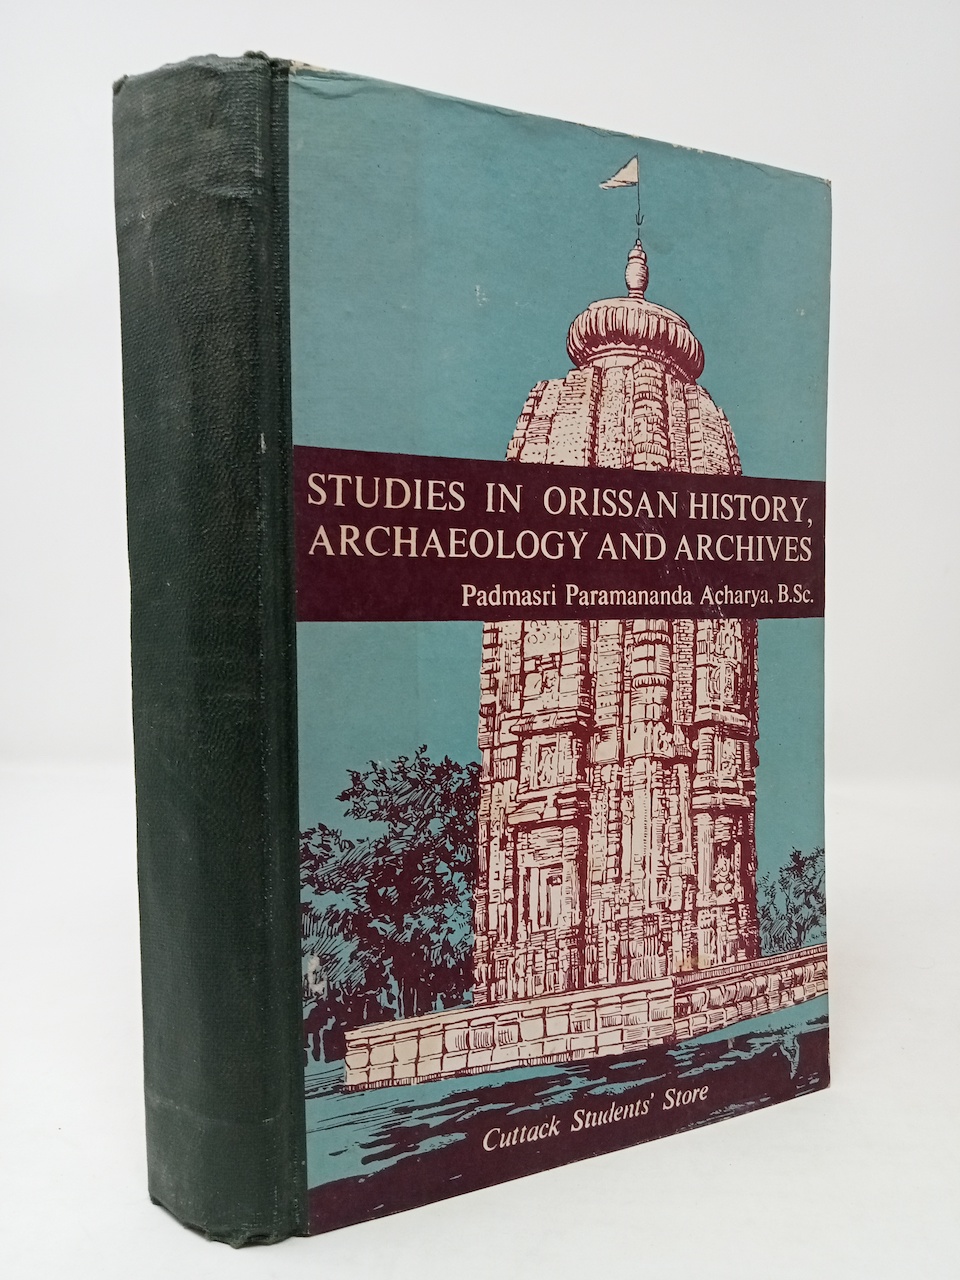 STUDIES IN ORISSAN HISTORY,
ARCHAEOLOGY AND ARCHIVES
Padmasri Paramananda Acharya, B.Sc.
Cuttack Students' Store